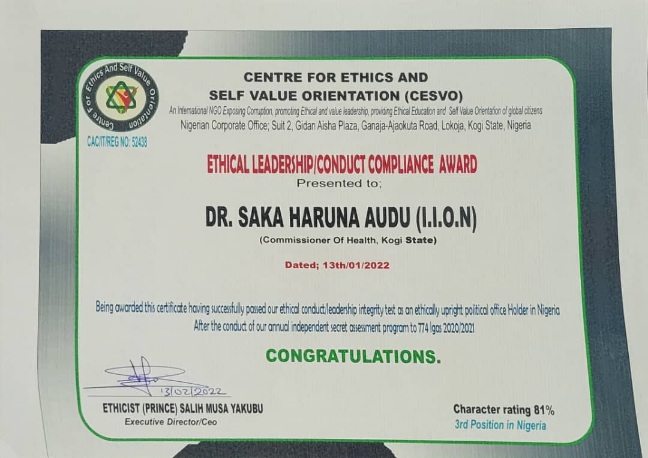 Centre For Ethics And Self Value Orientation
CAC/IT/REG NO: 52438
CENTRE FOR ETHICS AND
SELF VALUE ORIENTATION (CESVO)
An International NGO Exposing Corruption, promoting Ethical and value leadership, providing Ethical Education and Self Value Orientation of global citizens
Nigerian Corporate Office; Suit 2, Gidan Aisha Plaza, Ganaja-Ajaokuta Road, Lokoja, Kogi State, Nigeria
ETHICAL LEADERSHIP/CONDUCT COMPLIANCE AWARD
Presented to;
DR. SAKA HARUNA AUDU (I.I.O.N)
(Commissioner Of Health, Kogi State)
Dated; 13th/01/2022
Being awarded this certificate having successfully passed our ethical conduct/leadership integrity test as an ethically upright political office Holder in Nigeria
After the conduct of our annual independent secret assesment program to 774 lgas 2020/2021
CONGRATULATIONS.
13/02/2022
ETHICIST (PRINCE) SALIH MUSA YAKUBU
Executive Director/Ceo
Character rating 81%
3rd Position in Nigeria